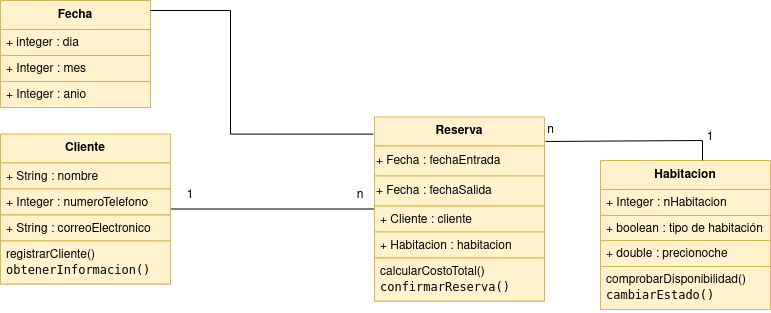 Fecha
+ integer : dia
+ Integer : mes
+ Integer : anio
Cliente
+ String : nombre
+ Integer : numeroTelefono
+ String : correoElectronico
registrarCliente()
obtenerInformacion()
1
n
Reserva
+ Fecha : fechaEntrada
+ Fecha : fechaSalida
+ Cliente : cliente
+ Habitacion : habitacion
calcularCostoTotal()
confirmarReserva()
n
1
Habitacion
+ Integer : nHabitacion
+ boolean : tipo de habitación
+ double : precionoche
comprobarDisponibilidad()
cambiarEstado()